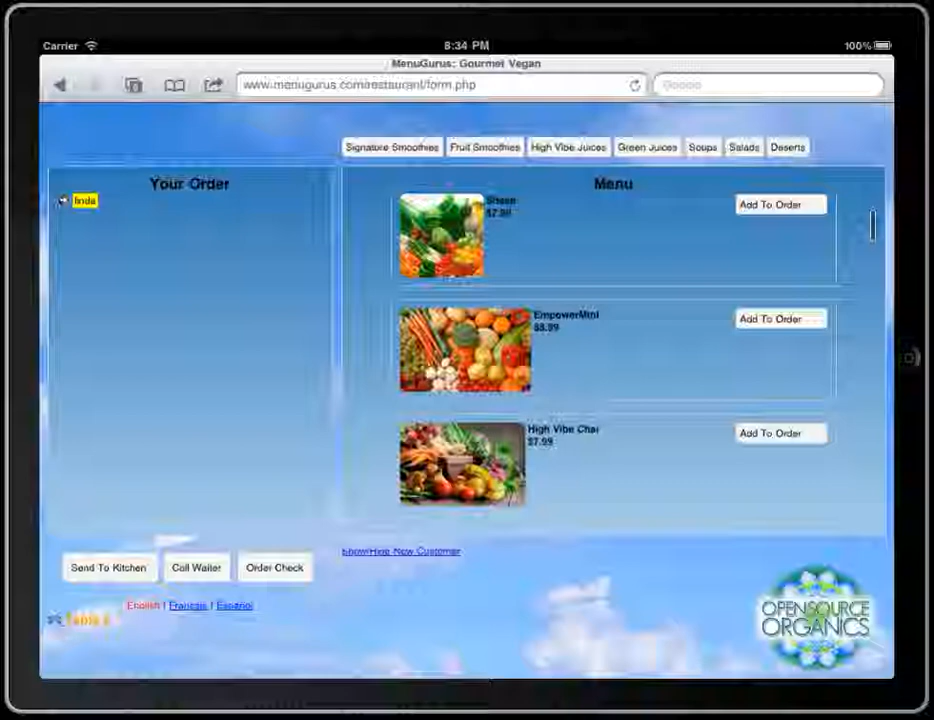 Carrier 8:34 PM 100%
MenuGurus: Gourmet Vegan
www.menugurus.com/restaurant/form.php
Google
Signature Smoothies Fruit Smoothies High Vibe Juices Green Juices Soups Salads Deserts
Your Order
Menu
linda
Add To Order
$7.99
EmpowerMint
Add To Order
$8.99
High Vibe Chai
Add To Order
$7.99
Show/Hide New Customer
Send To Kitchen Call Waiter Order Check
English | Français | Español
OPENSOURCE
ORGANICS